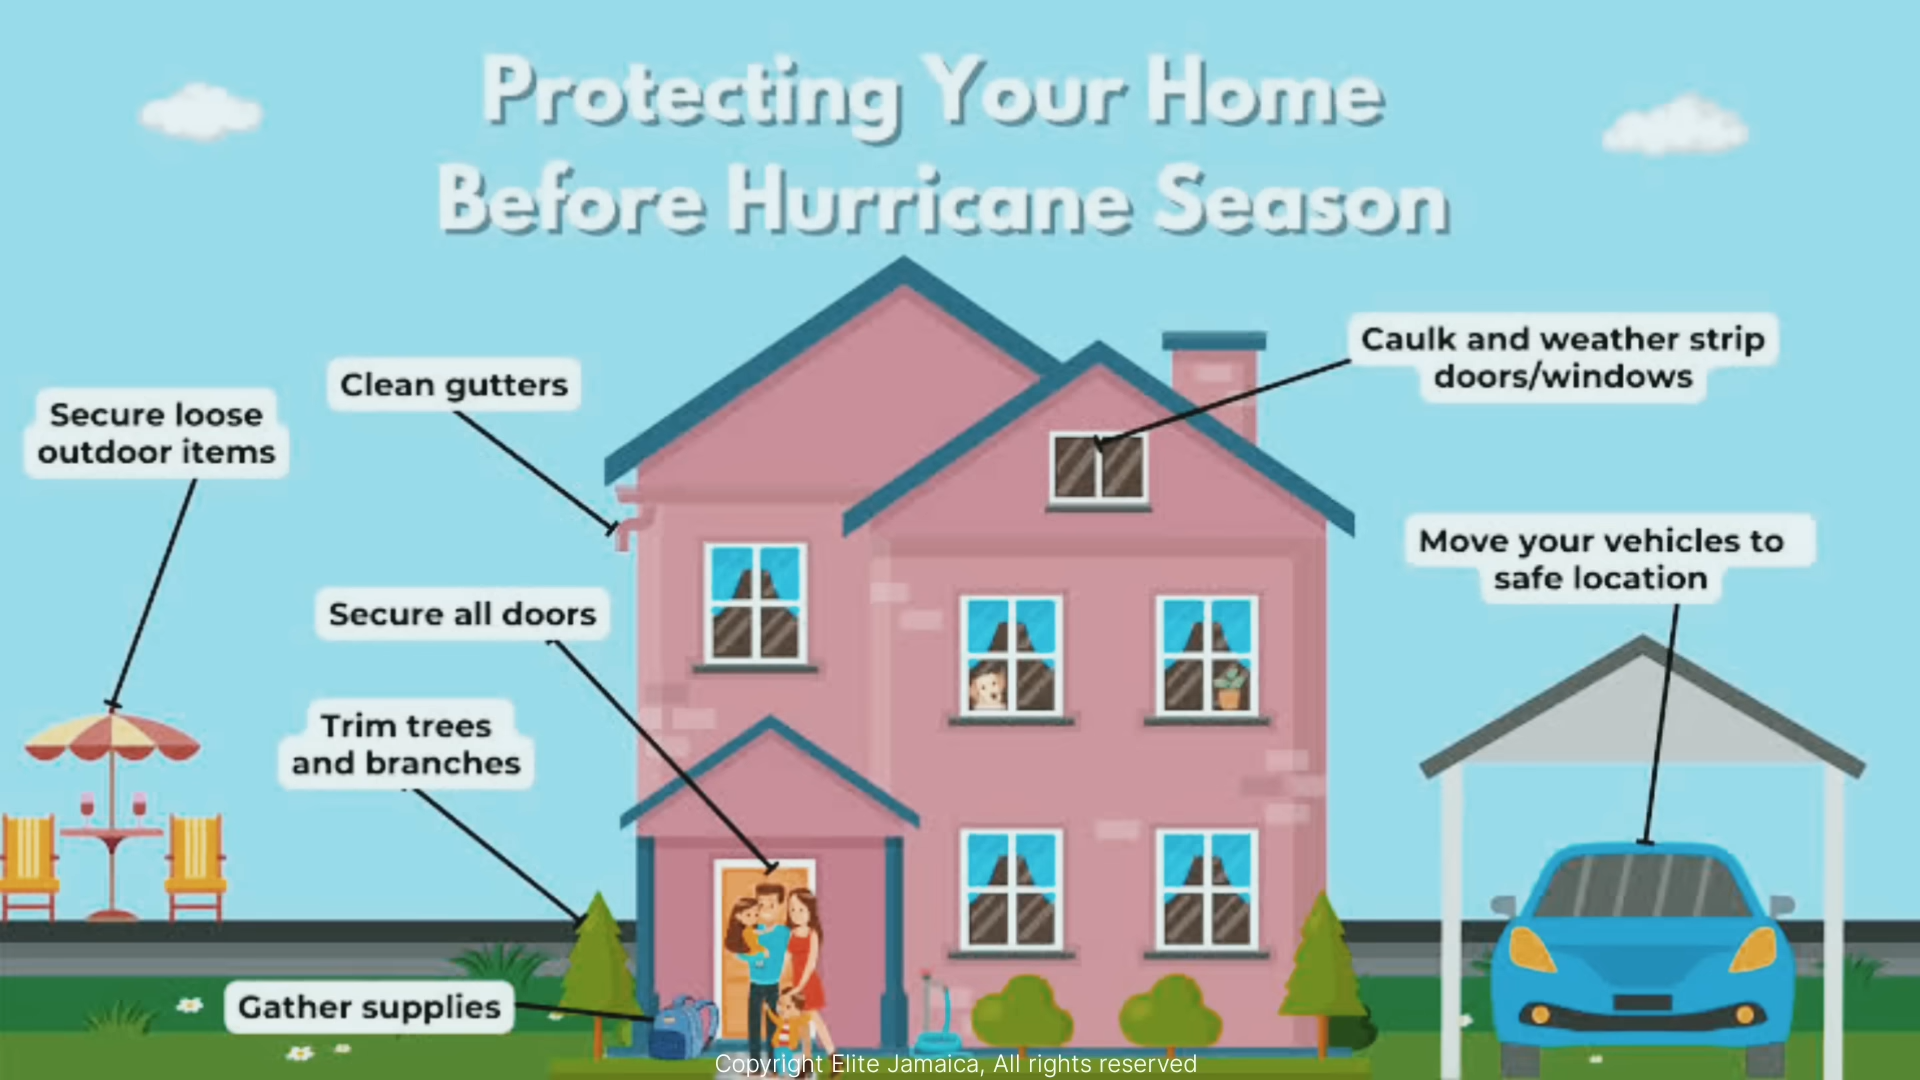 Protecting Your Home
Before Hurricane Season
Caulk and weather strip
doors/windows
Clean gutters
Secure loose
outdoor items
Move your vehicles to
safe location
Secure all doors
Trim trees
and branches
Gather supplies
Copyright Elite Jamaica, All rights reserved